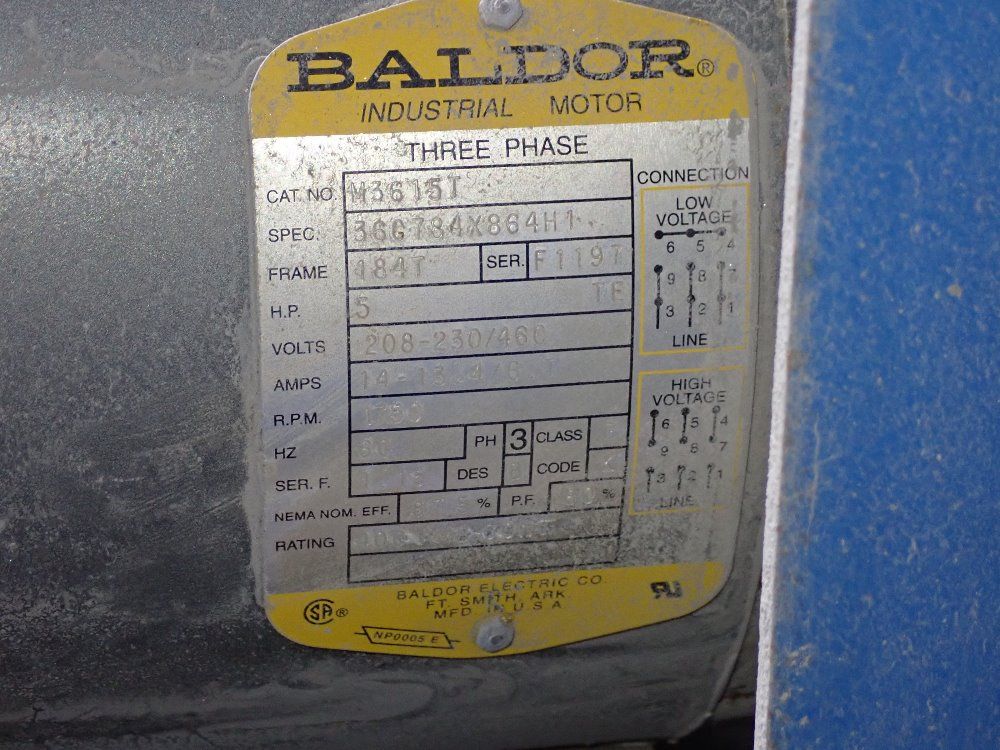 BALDOR®
INDUSTRIAL MOTOR
THREE PHASE
CAT. NO. M3615T
SPEC. 36G784X864H1
FRAME 184T SER. F1197
H.P. 5 TE
VOLTS 208-230/460
AMPS
R.P.M.
HZ PH 3 CLASS
SER. F. DES CODE
NEMA NOM. EFF. % P.F. %
RATING
CONNECTION
LOW
VOLTAGE
6 5 4
9 8 7
3 2 1
LINE
HIGH
VOLTAGE
6 5 4
9 8 7
3 2 1
LINE
BALDOR ELECTRIC CO.
FT. SMITH, ARK.
MFD. IN U.S.A
SA®
NP0005 E